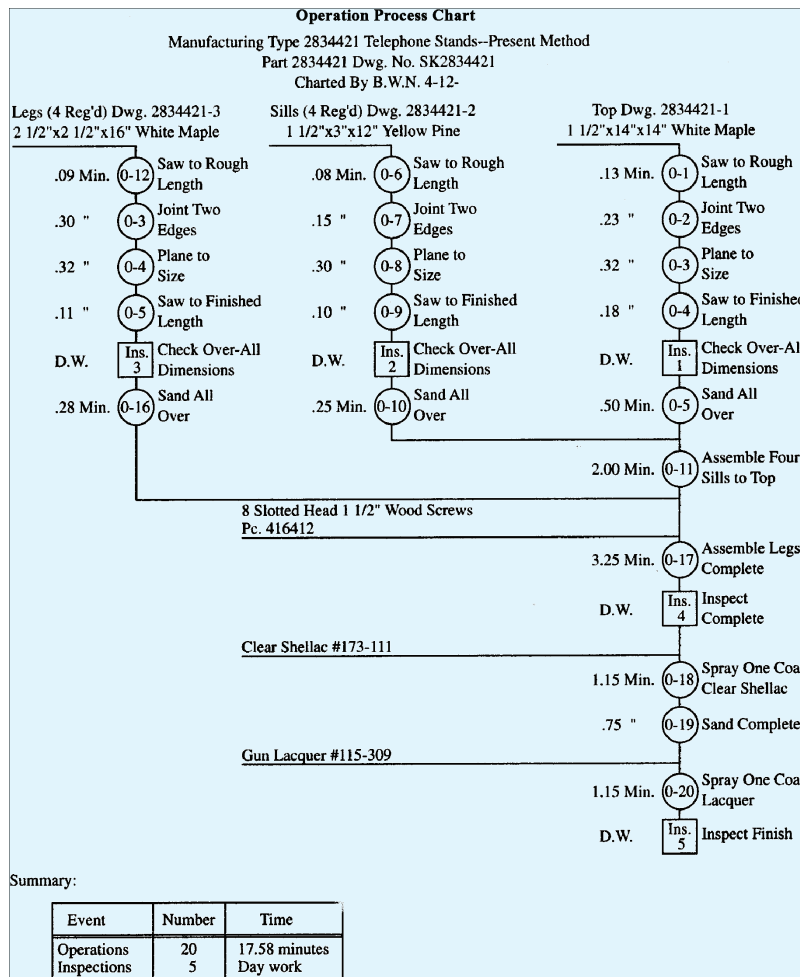 Operation Process Chart
Manufacturing Type 2834421 Telephone Stands--Present Method
Part 2834421 Dwg. No. SK2834421
Charted By B.W.N. 4-12-
Legs (4 Reg'd) Dwg. 2834421-3
2 1/2"x2 1/2"x16" White Maple
.09 Min. 0-12 Saw to Rough
Length
.30 " 0-3 Joint Two
Edges
.32 " 0-4 Plane to
Size
.11 " 0-5 Saw to Finished
Length
D.W. Ins. 3 Check Over-All
Dimensions
.28 Min. 0-16 Sand All
Over
Sills (4 Reg'd) Dwg. 2834421-2
1 1/2"x3"x12" Yellow Pine
.08 Min. 0-6 Saw to Rough
Length
.15 " 0-7 Joint Two
Edges
.30 " 0-8 Plane to
Size
.10 " 0-9 Saw to Finished
Length
D.W. Ins. 2 Check Over-All
Dimensions
.25 Min. 0-10 Sand All
Over
Top Dwg. 2834421-1
1 1/2"x14"x14" White Maple
.13 Min. 0-1 Saw to Rough
Length
.23 " 0-2 Joint Two
Edges
.32 " 0-3 Plane to
Size
.18 " 0-4 Saw to Finished
Length
D.W. Ins. 1 Check Over-All
Dimensions
.50 Min. 0-5 Sand All
Over
2.00 Min. 0-11 Assemble Four
Sills to Top
8 Slotted Head 1 1/2" Wood Screws
Pc. 416412
3.25 Min. 0-17 Assemble Legs
Complete
D.W. Ins. 4 Inspect
Complete
Clear Shellac #173-111
1.15 Min. 0-18 Spray One Coa
Clear Shellac
.75 " 0-19 Sand Complete
Gun Lacquer #115-309
1.15 Min. 0-20 Spray One Coa
Lacquer
D.W. Ins. 5 Inspect Finish
Summary:
Event Number Time
Operations 20 17.58 minutes
Inspections 5 Day work